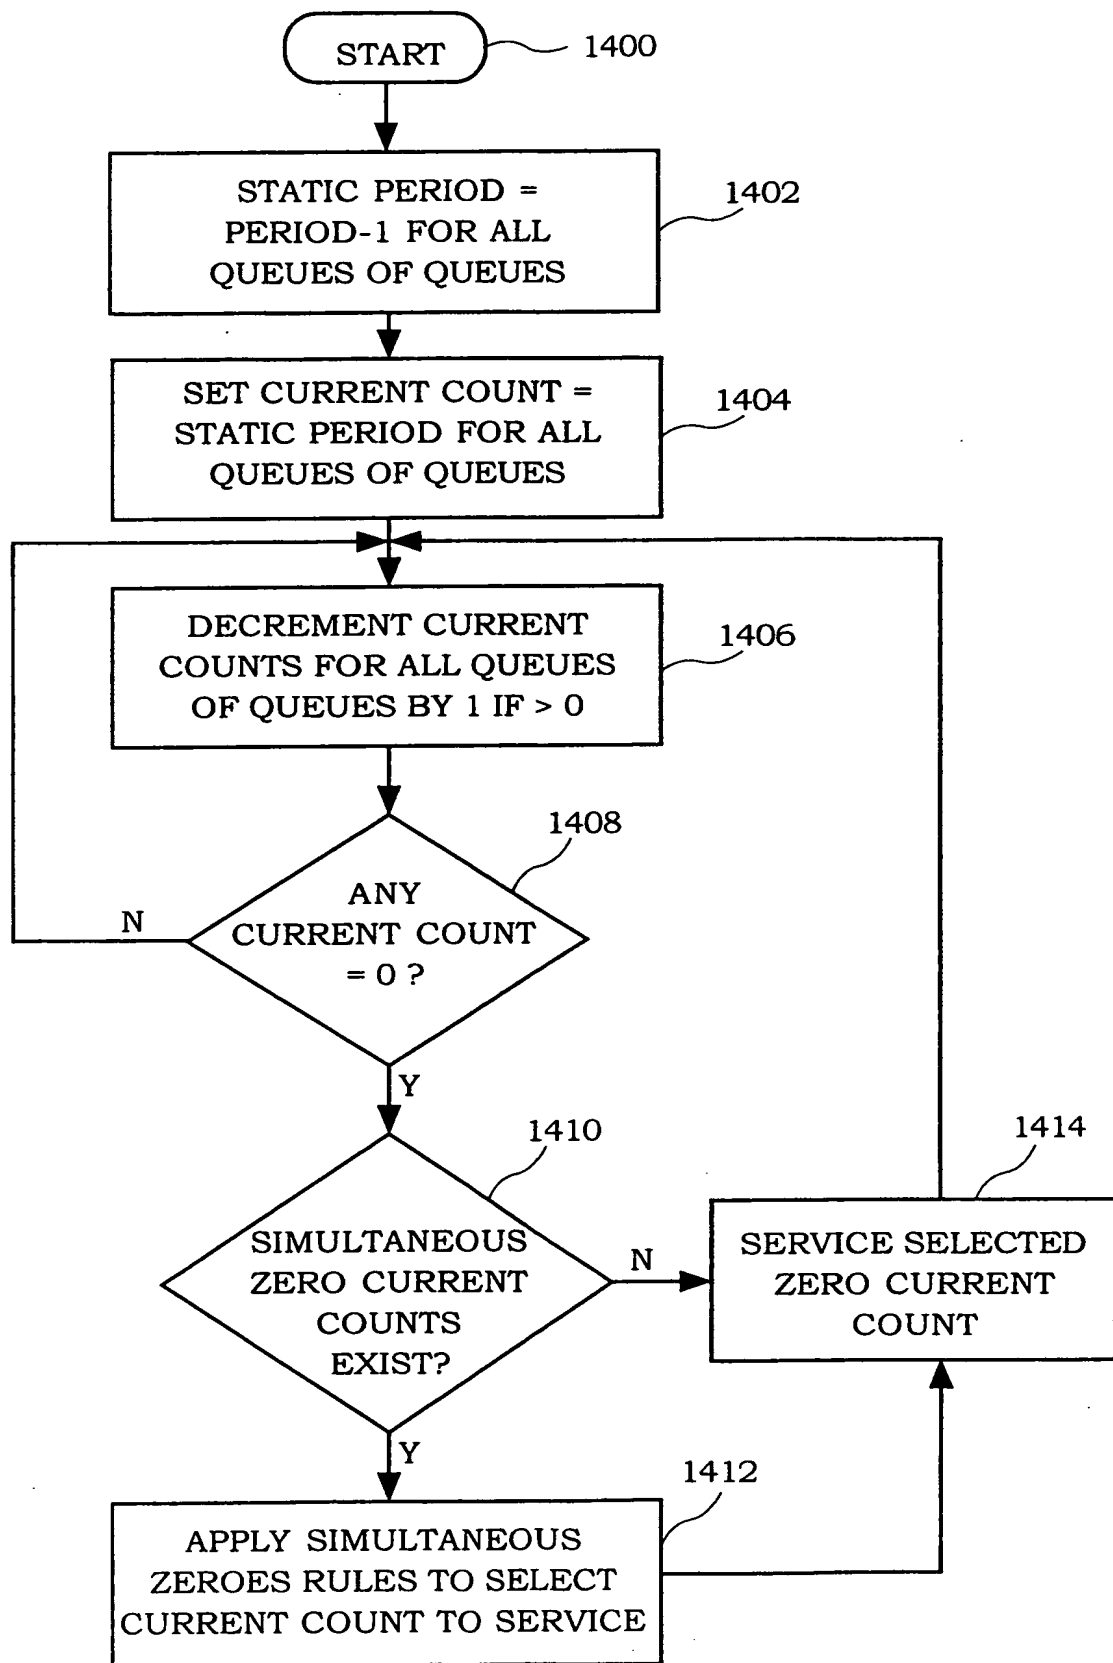 START
1400
STATIC PERIOD =
PERIOD-1 FOR ALL
QUEUES OF QUEUES
1402
SET CURRENT COUNT =
STATIC PERIOD FOR ALL
QUEUES OF QUEUES
1404
DECREMENT CURRENT
COUNTS FOR ALL QUEUES
OF QUEUES BY 1 IF > 0
1406
ANY
CURRENT COUNT
= 0 ?
1408
N
Y
SIMULTANEOUS
ZERO CURRENT
COUNTS
EXIST?
1410
N
Y
SERVICE SELECTED
ZERO CURRENT
COUNT
1414
APPLY SIMULTANEOUS
ZEROES RULES TO SELECT
CURRENT COUNT TO SERVICE
1412